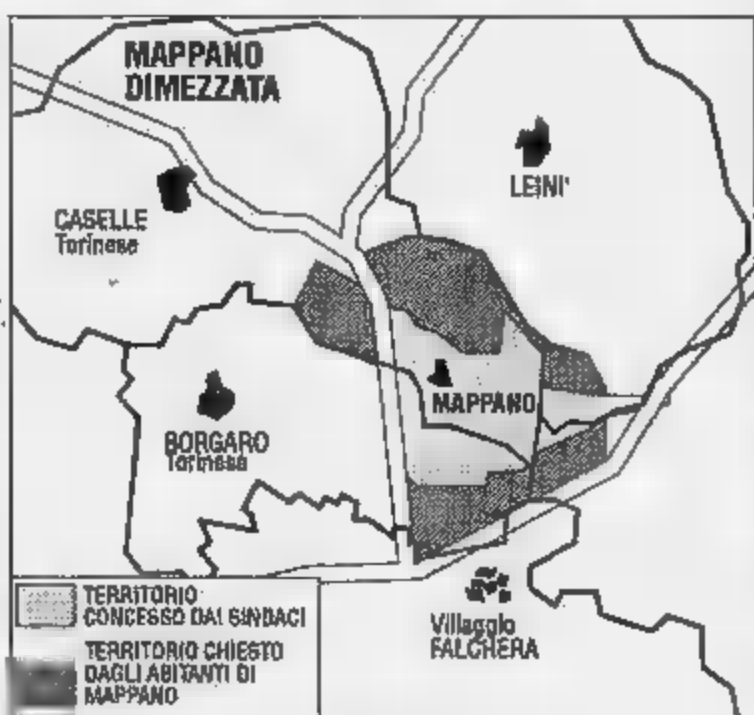 MAPPANO
DIMEZZATA
LEINI'
CASELLE
Torinese
MAPPANO
BORGARO
Torinese
TERRITORIO
CONCESSO DAI SINDACI
TERRITORIO CHIESTO
DAGLI ABITANTI DI
MAPPANO
Villaggio
FALCHERA